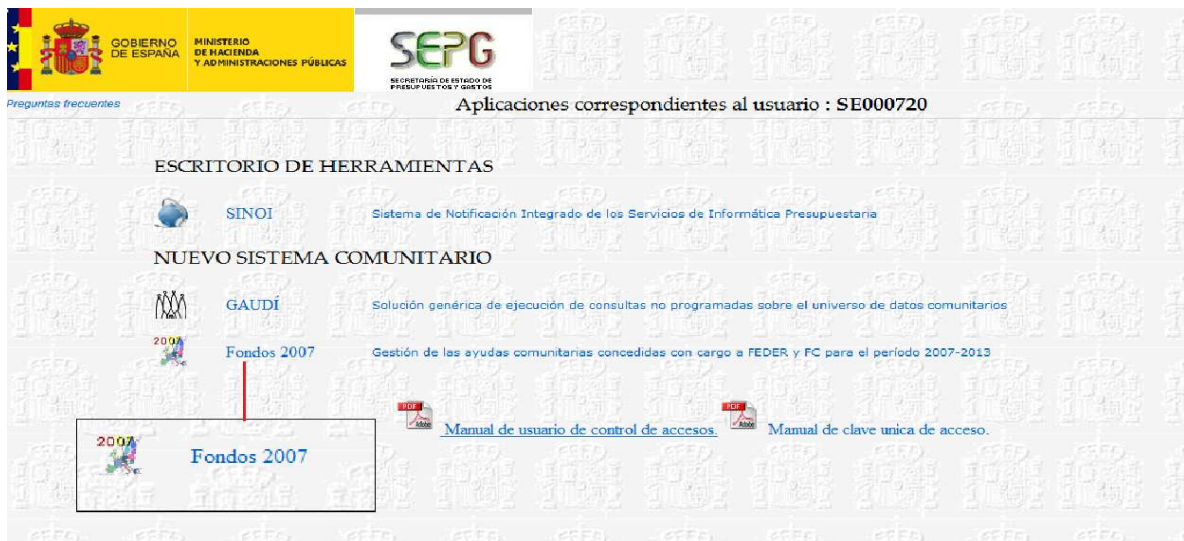 GOBIERNO
DE ESPAÑA
MINISTERIO
DE HACIENDA
Y ADMINISTRACIONES PÚBLICAS
SEPG
SECRETARÍA DE ESTADO DE
PRESUPUESTOS Y GASTOS
Preguntas frecuentes
Aplicaciones correspondientes al usuario : SE000720
ESCRITORIO DE HERRAMIENTAS
SINOI Sistema de Notificación Integrado de los Servicios de Informática Presupuestaria
NUEVO SISTEMA COMUNITARIO
GAUDÍ Solución genérica de ejecución de consultas no programadas sobre el universo de datos comunitarios
2007 Fondos 2007 Gestión de las ayudas comunitarias concedidas con cargo a FEDER y FC para el período 2007-2013
PDF Adobe Manual de usuario de control de accesos. PDF Adobe Manual de clave unica de acceso.
2007 Fondos 2007